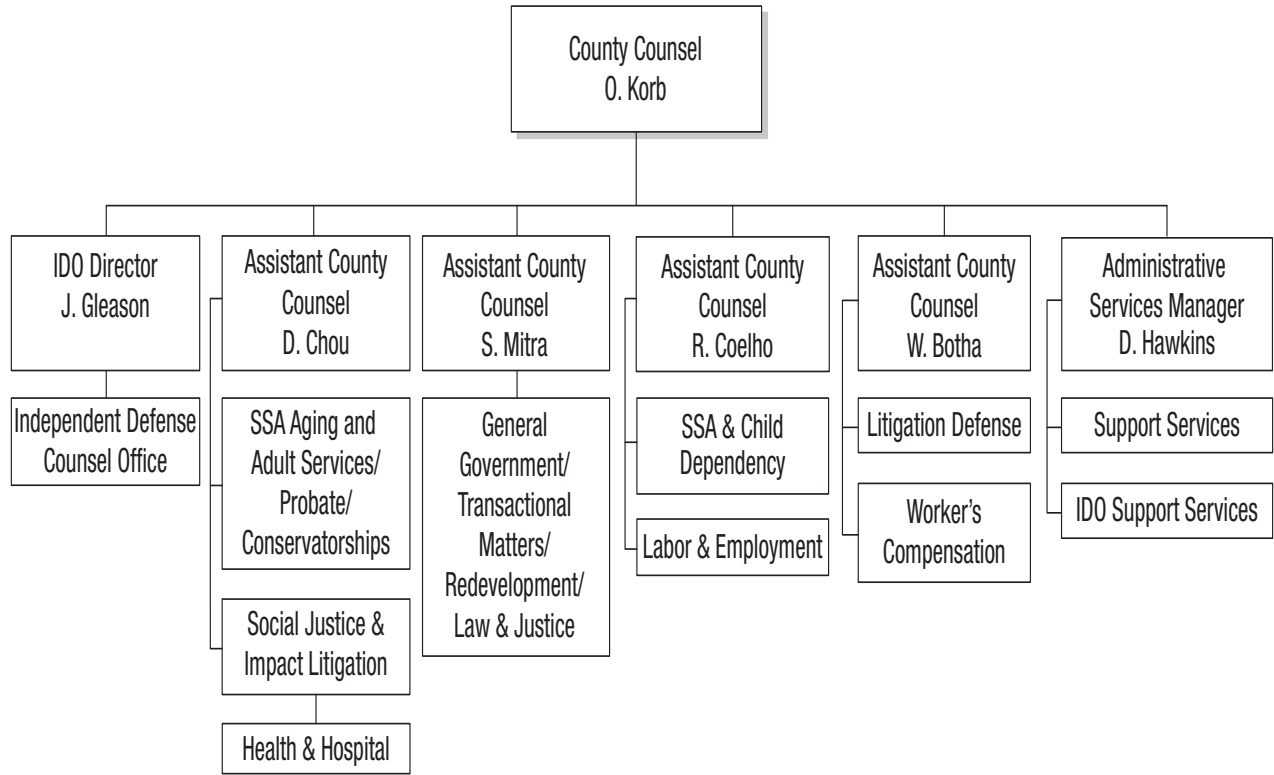 County Counsel
O. Korb
IDO Director
J. Gleason
Assistant County
Counsel
D. Chou
Assistant County
Counsel
S. Mitra
Assistant County
Counsel
R. Coelho
Assistant County
Counsel
W. Botha
Administrative
Services Manager
D. Hawkins
Independent Defense
Counsel Office
SSA Aging and
Adult Services/
Probate/
Conservatorships
Social Justice &
Impact Litigation
Health & Hospital
General
Government/
Transactional
Matters/
Redevelopment/
Law & Justice
SSA & Child
Dependency
Labor & Employment
Litigation Defense
Worker's
Compensation
Support Services
IDO Support Services